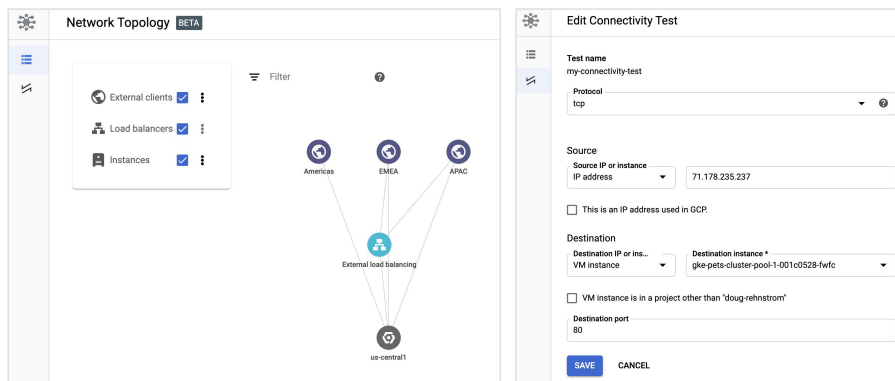 Network Topology BETA
Filter
External clients
Load balancers
Instances
Americas
EMEA
APAC
External load balancing
us-central1
Edit Connectivity Test
Test name
my-connectivity-test
Protocol
tcp
Source
Source IP or instance
IP address
71.178.235.237
This is an IP address used in GCP.
Destination
Destination IP or ins...
VM instance
Destination instance *
gke-pets-cluster-pool-1-001c0528-fwfc
VM instance is in a project other than "doug-rehnstrom"
Destination port
80
SAVE CANCEL